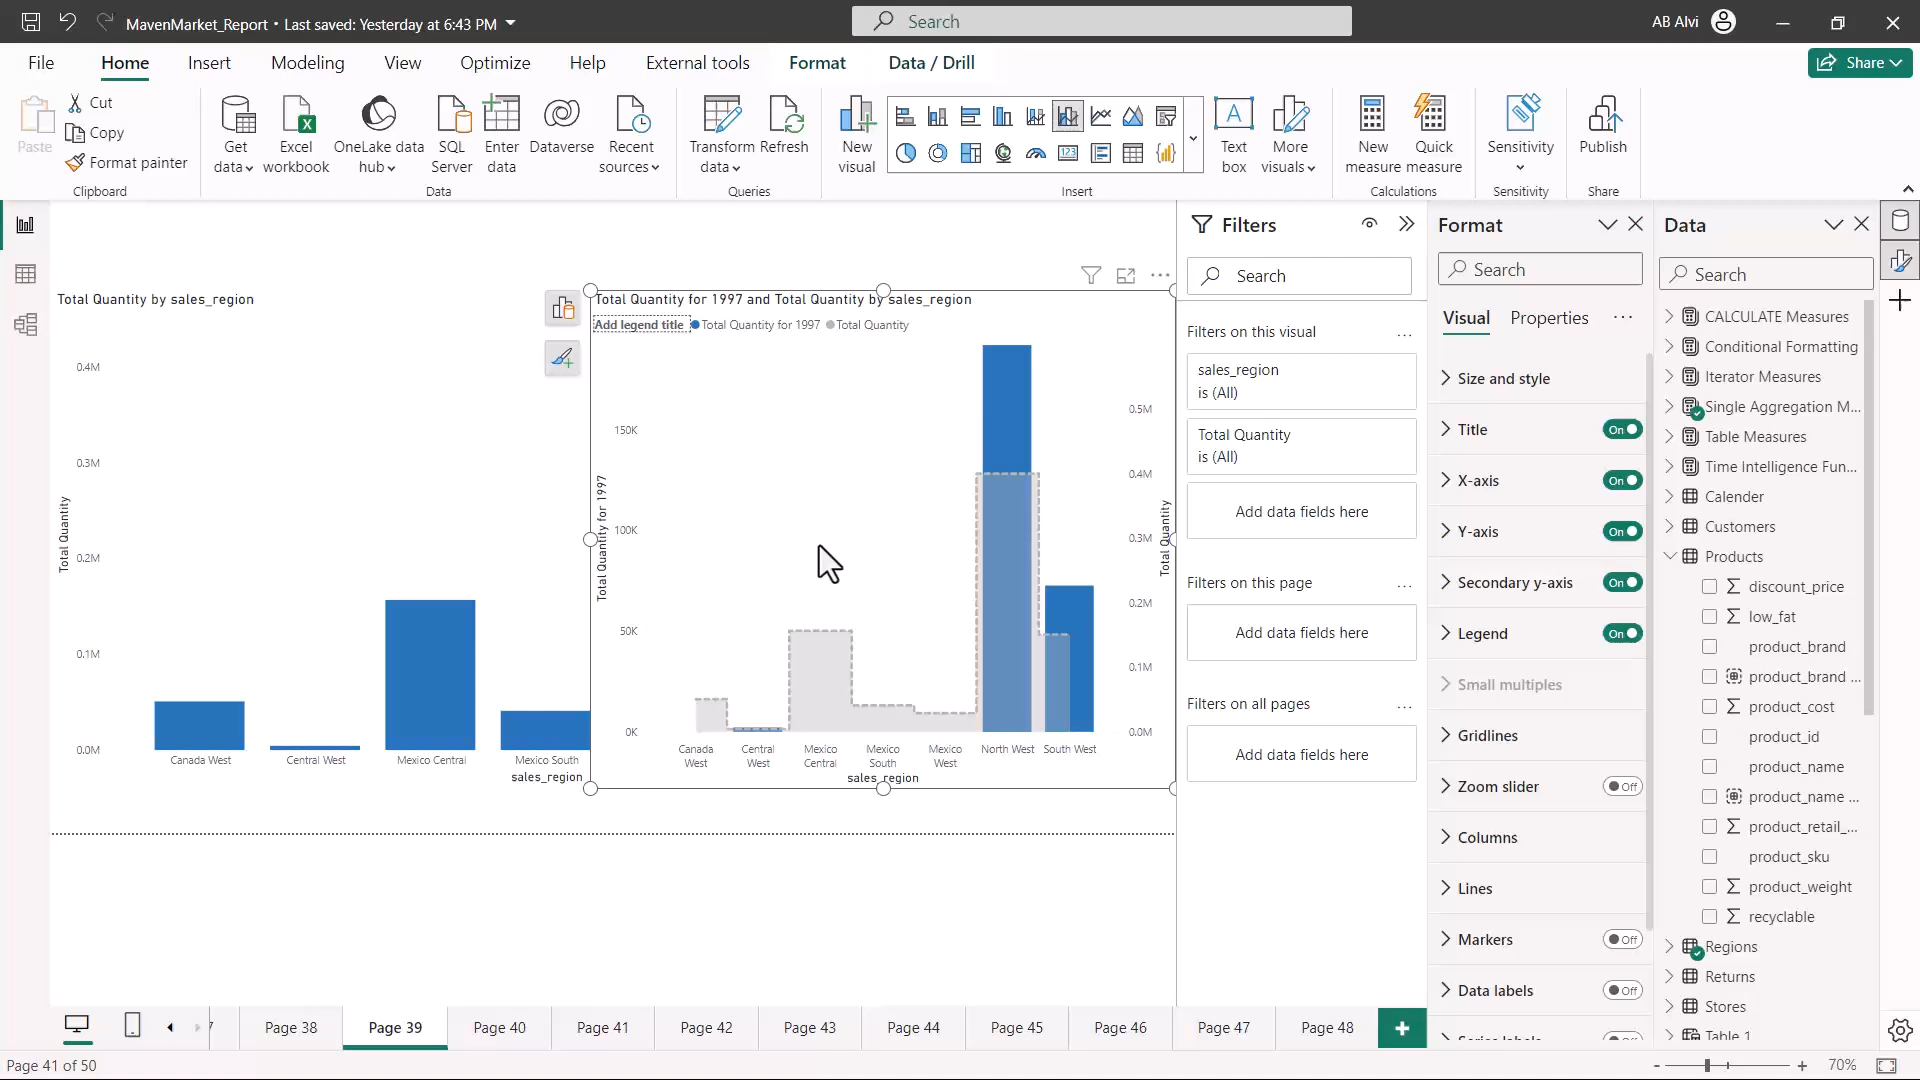 MavenMarket_Report • Last saved: Yesterday at 6:43 PM
Search
AB Alvi
File
Home
Insert
Modeling
View
Optimize
Help
External tools
Format
Data / Drill
Share
Paste
Cut
Copy
Format painter
Clipboard
Get data
Excel workbook
OneLake data hub
SQL Server
Enter data
Dataverse
Recent sources
Data
Transform data
Refresh
Queries
New visual
Text box
More visuals
Insert
New measure
Quick measure
Calculations
Sensitivity
Sensitivity
Publish
Share
Total Quantity by sales_region
0.4M
0.3M
0.2M
0.1M
0.0M
Total Quantity
Canada West
Central West
Mexico Central
Mexico South
sales_region
Total Quantity for 1997 and Total Quantity by sales_region
Add legend title
Total Quantity for 1997
Total Quantity
150K
100K
50K
0K
Total Quantity for 1997
0.5M
0.4M
0.3M
0.2M
0.1M
0.0M
Total Quantity
Canada West
Central West
Mexico Central
Mexico South
Mexico West
North West
South West
sales_region
Filters
Search
Filters on this visual
...
sales_region
is (All)
Total Quantity
is (All)
Add data fields here
Filters on this page
...
Add data fields here
Filters on all pages
...
Add data fields here
Format
Search
Visual
Properties
...
Size and style
Title
On
X-axis
On
Y-axis
On
Secondary y-axis
On
Legend
On
Small multiples
Gridlines
Zoom slider
Off
Columns
Lines
Markers
Off
Data labels
Off
Data
Search
CALCULATE Measures
Conditional Formatting
Iterator Measures
Single Aggregation M...
Table Measures
Time Intelligence Fun...
Calender
Customers
Products
discount_price
low_fat
product_brand
product_brand ...
product_cost
product_id
product_name
product_name ...
product_retail_...
product_sku
product_weight
recyclable
Regions
Returns
Stores
Table 1
Page 38
Page 39
Page 40
Page 41
Page 42
Page 43
Page 44
Page 45
Page 46
Page 47
Page 48
Page 41 of 50
70%